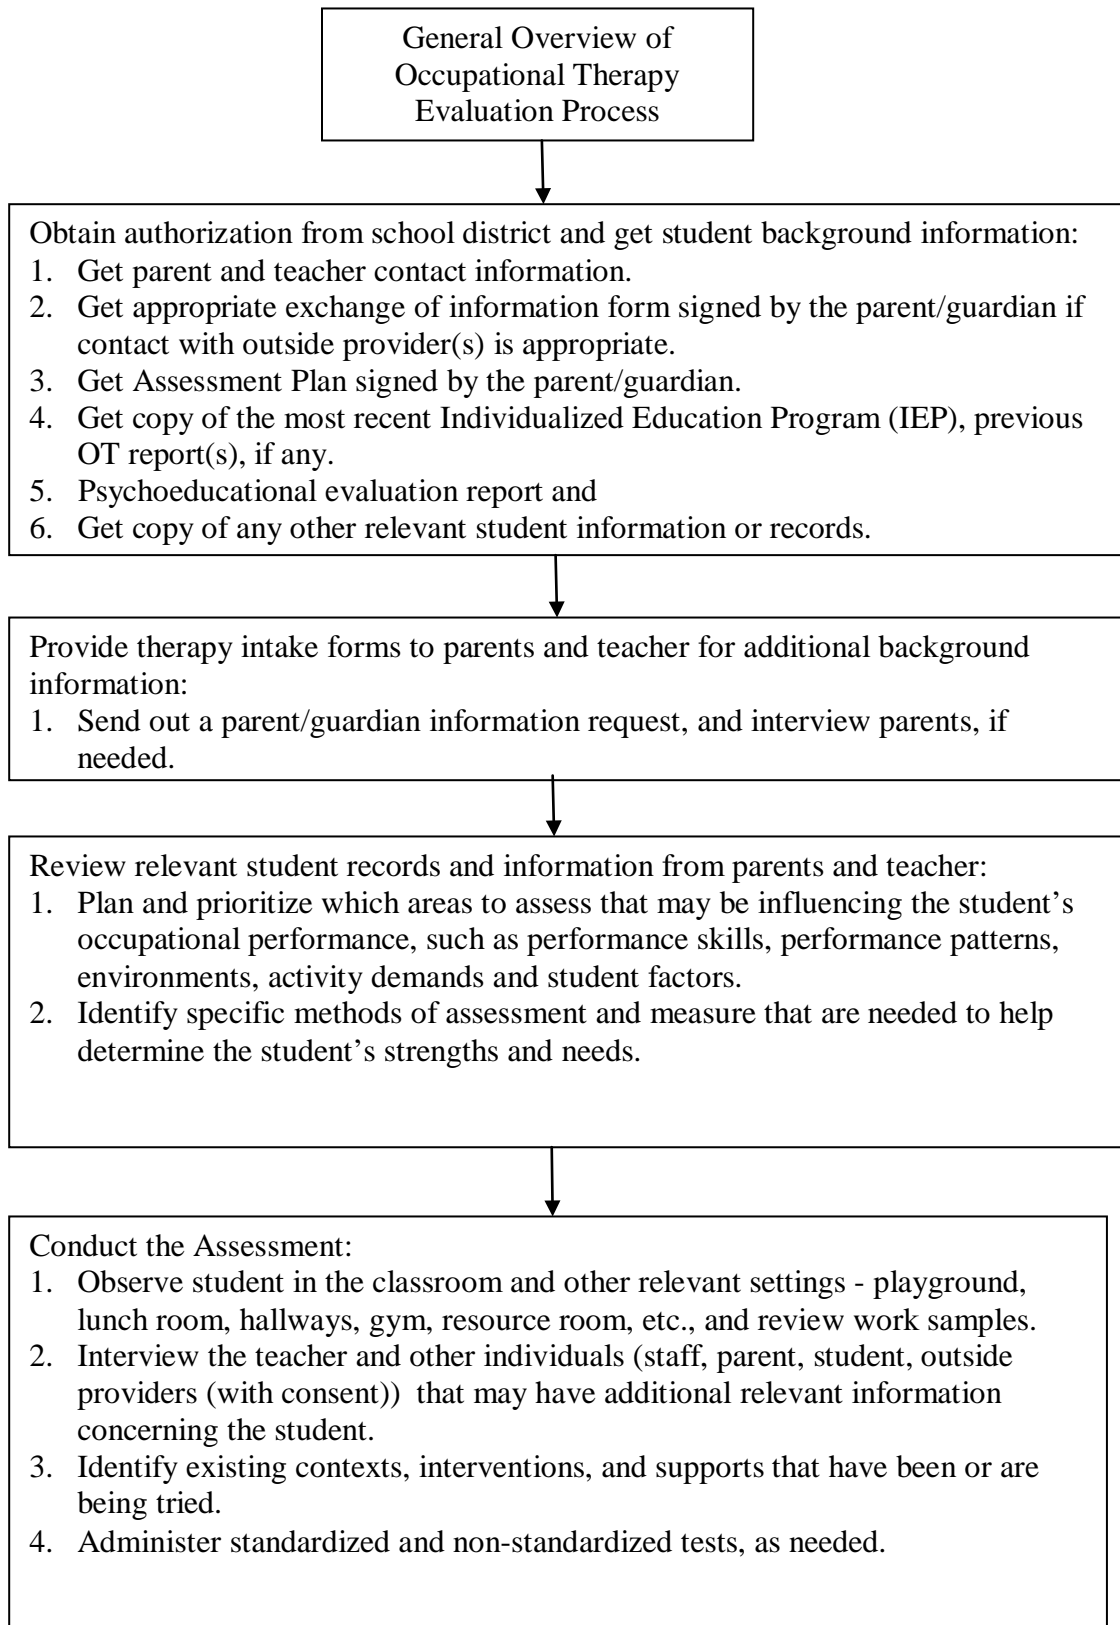 General Overview of
Occupational Therapy
Evaluation Process
Obtain authorization from school district and get student background information:
1. Get parent and teacher contact information.
2. Get appropriate exchange of information form signed by the parent/guardian if
contact with outside provider(s) is appropriate.
3. Get Assessment Plan signed by the parent/guardian.
4. Get copy of the most recent Individualized Education Program (IEP), previous
OT report(s), if any.
5. Psychoeducational evaluation report and
6. Get copy of any other relevant student information or records.
Provide therapy intake forms to parents and teacher for additional background
information:
1. Send out a parent/guardian information request, and interview parents, if
needed.
Review relevant student records and information from parents and teacher:
1. Plan and prioritize which areas to assess that may be influencing the student’s
occupational performance, such as performance skills, performance patterns,
environments, activity demands and student factors.
2. Identify specific methods of assessment and measure that are needed to help
determine the student’s strengths and needs.
Conduct the Assessment:
1. Observe student in the classroom and other relevant settings - playground,
lunch room, hallways, gym, resource room, etc., and review work samples.
2. Interview the teacher and other individuals (staff, parent, student, outside
providers (with consent))  that may have additional relevant information
concerning the student.
3. Identify existing contexts, interventions, and supports that have been or are
being tried.
4. Administer standardized and non-standardized tests, as needed.